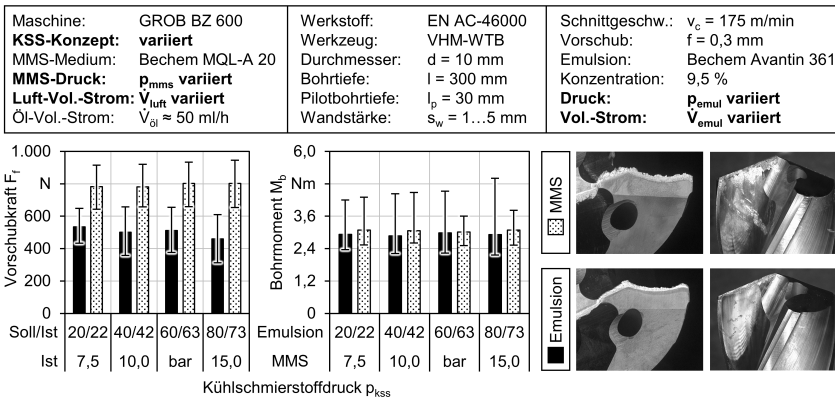 Maschine: GROB BZ 600
KSS-Konzept: variiert
MMS-Medium: Bechem MQL-A 20
MMS-Druck: pmms variiert
Luft-Vol.-Strom: V̇luft variiert
Öl-Vol.-Strom: V̇öl ≈ 50 ml/h
Werkstoff: EN AC-46000
Werkzeug: VHM-WTB
Durchmesser: d = 10 mm
Bohrtiefe: l = 300 mm
Pilotbohrtiefe: lp = 30 mm
Wandstärke: sw = 1…5 mm
Schnittgeschw.: vc = 175 m/min
Vorschub: f = 0,3 mm
Emulsion: Bechem Avantin 361
Konzentration: 9,5 %
Druck: pemul variiert
Vol.-Strom: V̇emul variiert
Vorschubkraft Ff
1.000
N
600
400
200
0
Bohrmoment Mb
6,0
Nm
3,6
2,4
1,2
0
MMS
Emulsion
Soll/Ist 20/22 40/42 60/63 80/73 Emulsion 20/22 40/42 60/63 80/73
Ist 7,5 10,0 bar 15,0 MMS 7,5 10,0 bar 15,0
Kühlschmierstoffdruck pkss